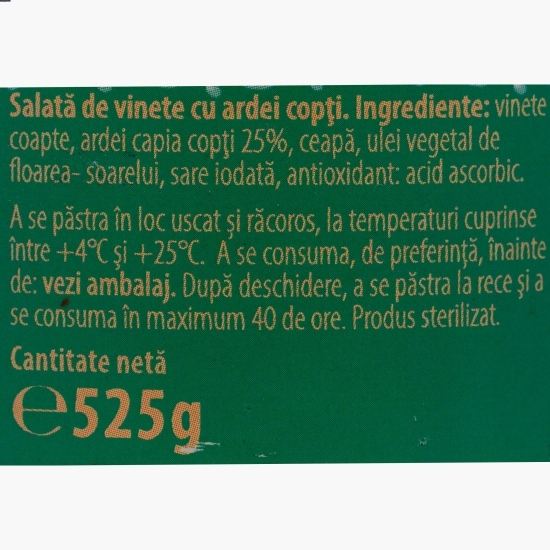 Salată de vinete cu ardei copți. Ingrediente: vinete
coapte, ardei capia copți 25%, ceapă, ulei vegetal de
floarea- soarelui, sare iodată, antioxidant: acid ascorbic.
A se păstra în loc uscat și răcoros, la temperaturi cuprinse
între +4°C și +25°C. A se consuma, de preferință, înainte
de: vezi ambalaj. După deschidere, a se păstra la rece și a
se consuma în maximum 40 de ore. Produs sterilizat.
Cantitate netă
℮525g